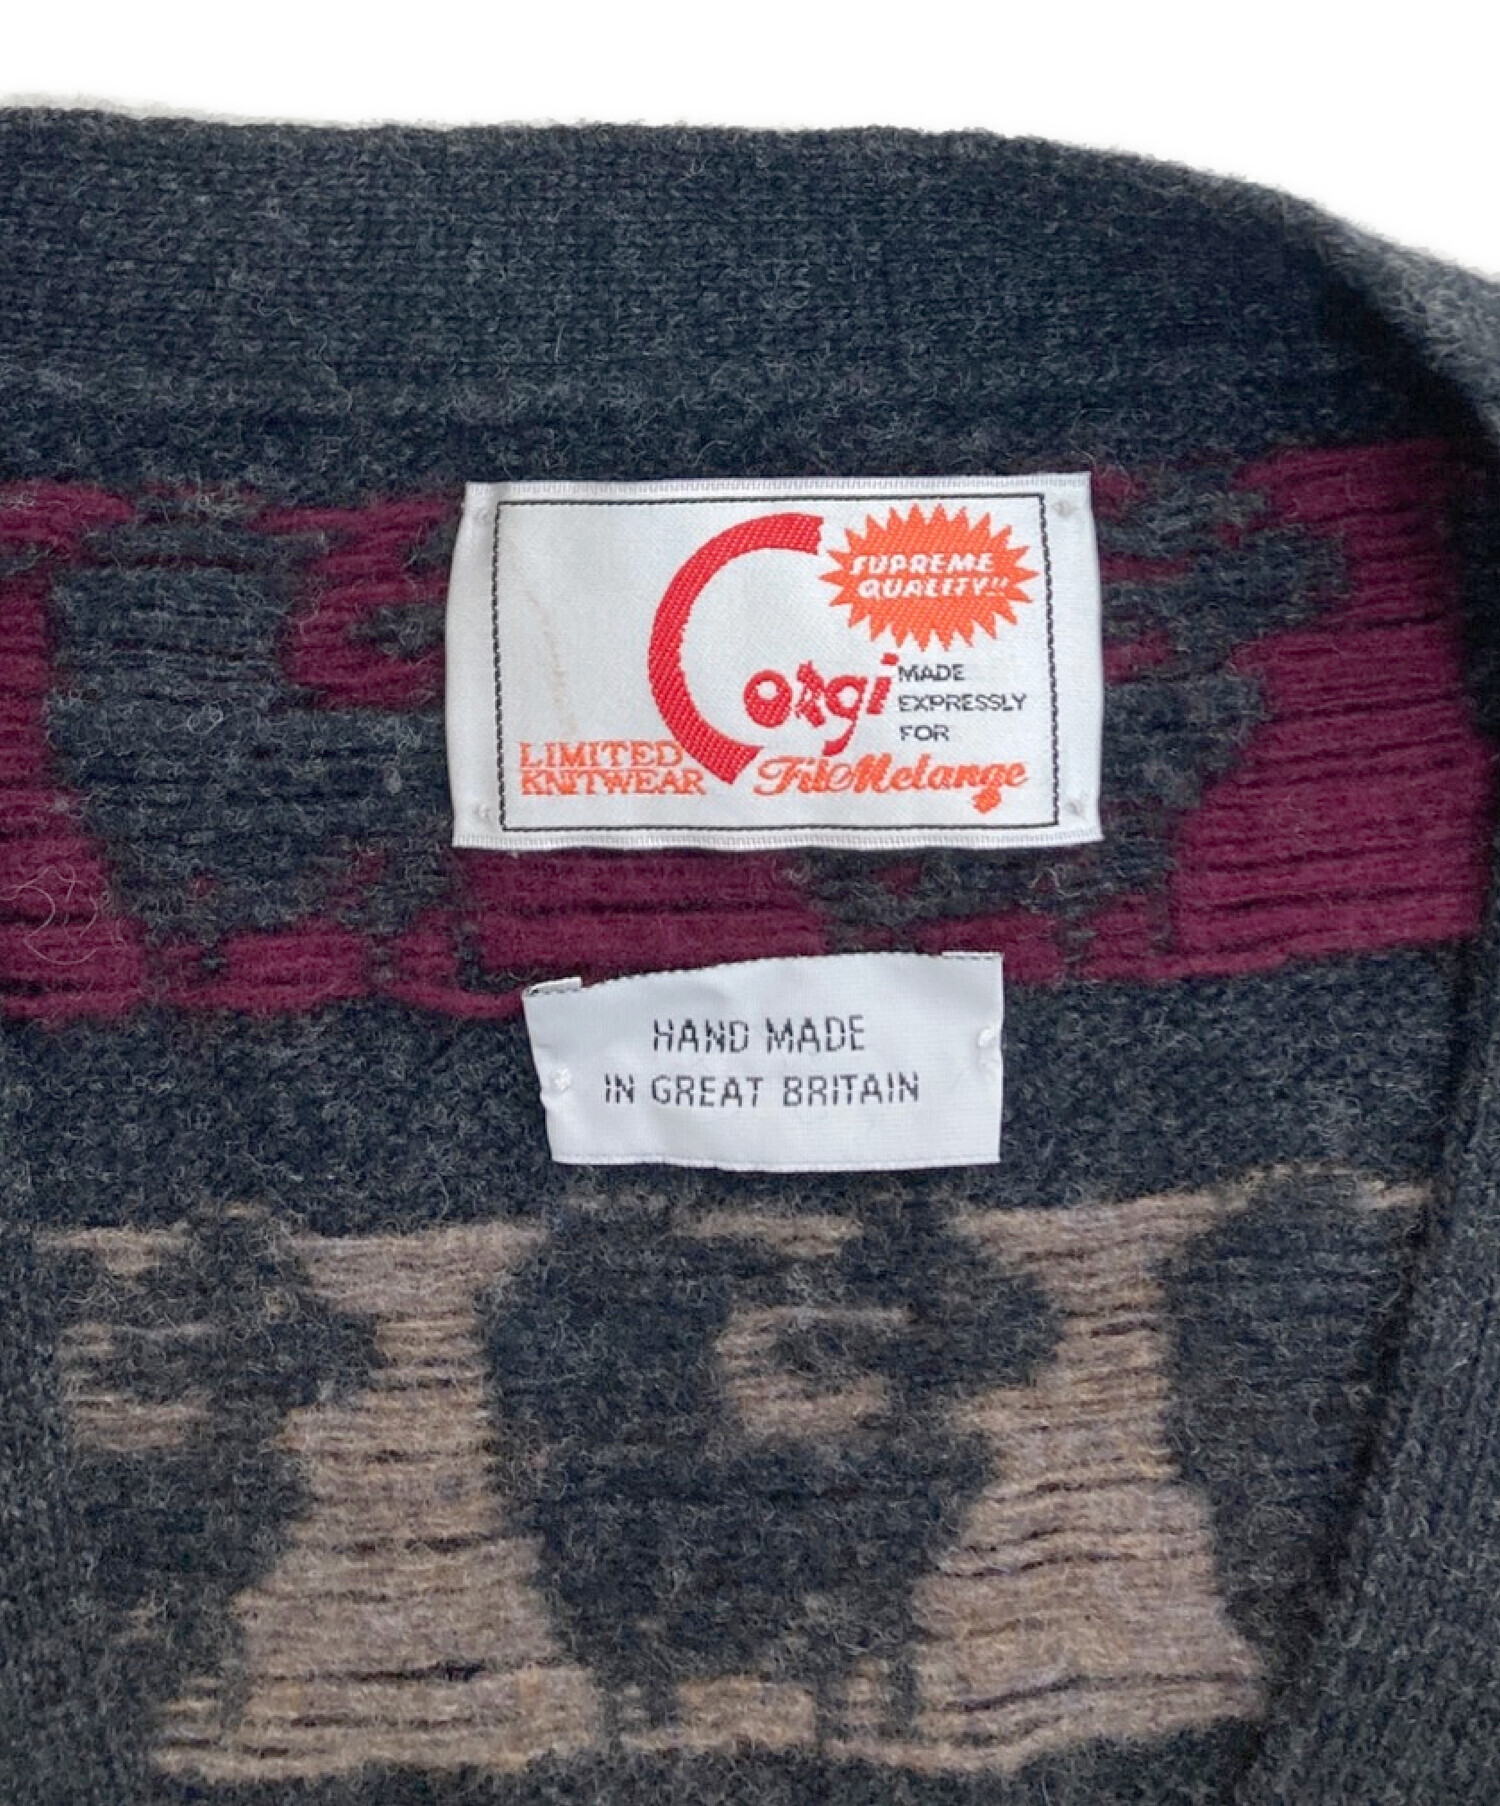 SUPREME
QUALITY!!
Corgi
MADE
EXPRESSLY
FOR
LIMITED
KNITWEAR
FilMelange
HAND MADE
IN GREAT BRITAIN